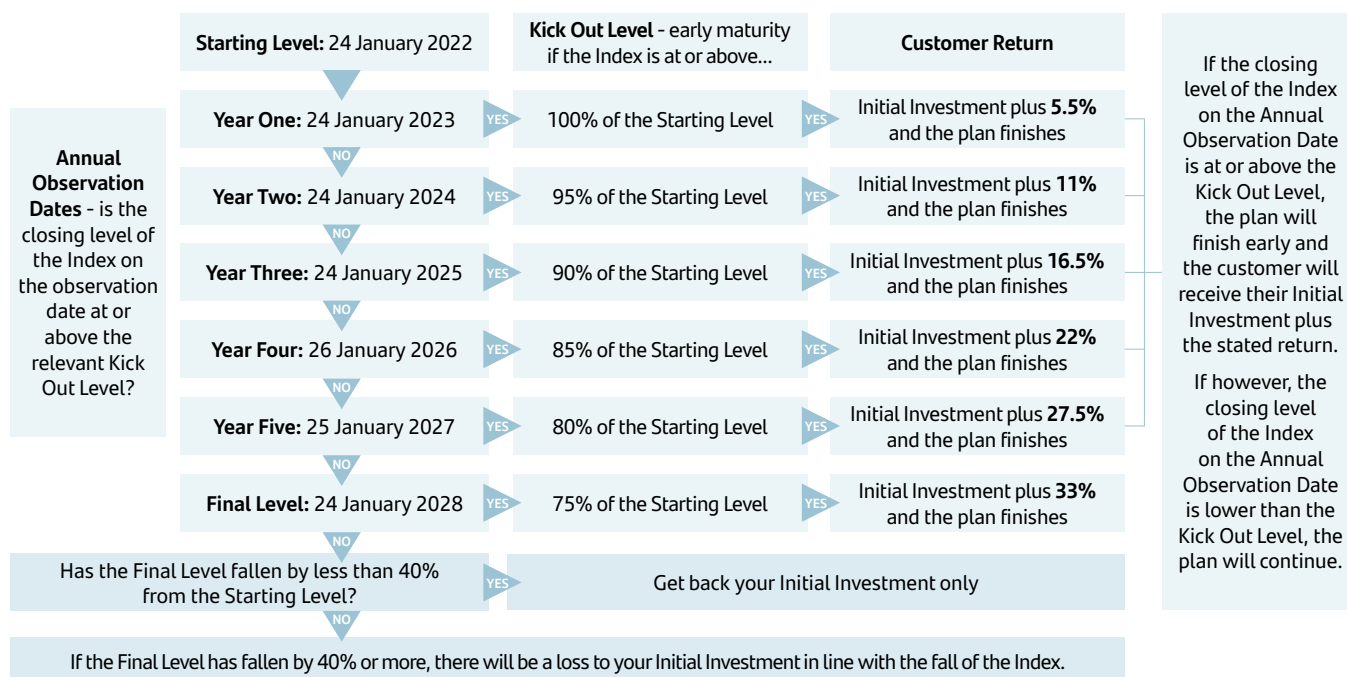 Starting Level: 24 January 2022
Kick Out Level - early maturity
if the Index is at or above...
Customer Return
Annual
Observation
Dates - is the
closing level of
the Index on
the observation
date at or
above the
relevant Kick
Out Level?
Year One: 24 January 2023
YES
100% of the Starting Level
YES
Initial Investment plus 5.5%
and the plan finishes
NO
Year Two: 24 January 2024
YES
95% of the Starting Level
YES
Initial Investment plus 11%
and the plan finishes
NO
Year Three: 24 January 2025
YES
90% of the Starting Level
YES
Initial Investment plus 16.5%
and the plan finishes
NO
Year Four: 26 January 2026
YES
85% of the Starting Level
YES
Initial Investment plus 22%
and the plan finishes
NO
Year Five: 25 January 2027
YES
80% of the Starting Level
YES
Initial Investment plus 27.5%
and the plan finishes
NO
Final Level: 24 January 2028
YES
75% of the Starting Level
YES
Initial Investment plus 33%
and the plan finishes
NO
Has the Final Level fallen by less than 40%
from the Starting Level?
YES
Get back your Initial Investment only
NO
If the Final Level has fallen by 40% or more, there will be a loss to your Initial Investment in line with the fall of the Index.
If the closing
level of the Index
on the Annual
Observation Date
is at or above the
Kick Out Level,
the plan will
finish early and
the customer will
receive their Initial
Investment plus
the stated return.
If however, the
closing level
of the Index
on the Annual
Observation Date
is lower than the
Kick Out Level, the
plan will continue.